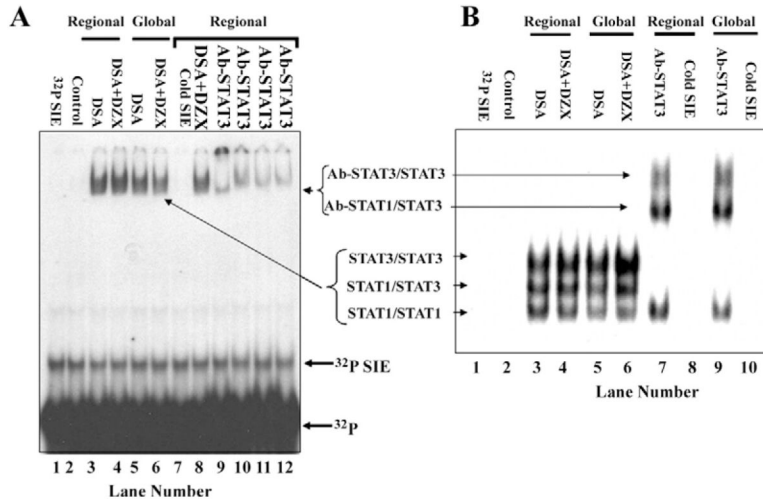 A
Regional
Global
Regional
32P SIE
Control
DSA
DSA+DZX
DSA
DSA+DZX
Cold SIE
DSA+DZX
Ab-STAT3
Ab-STAT3
Ab-STAT3
Ab-STAT3
32P SIE
32P
1 2 3 4 5 6 7 8 9 10 11 12
Lane Number
Ab-STAT3/STAT3
Ab-STAT1/STAT3
STAT3/STAT3
STAT1/STAT3
STAT1/STAT1
B
Regional
Global
Regional
Global
32P SIE
Control
DSA
DSA+DZX
DSA
DSA+DZX
Ab-STAT3
Cold SIE
Ab-STAT3
Cold SIE
1 2 3 4 5 6 7 8 9 10
Lane Number